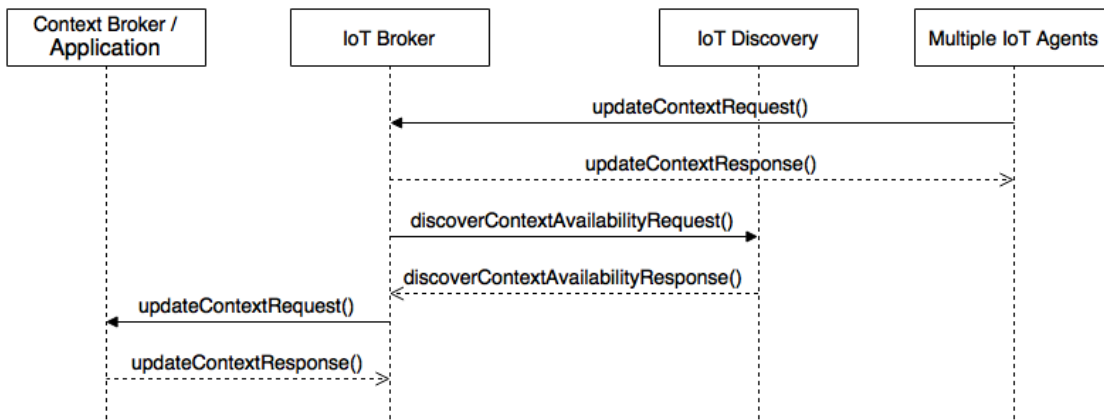 Context Broker /
Application
IoT Broker
IoT Discovery
Multiple IoT Agents
updateContextRequest()
updateContextResponse()
discoverContextAvailabilityRequest()
discoverContextAvailabilityResponse()
updateContextRequest()
updateContextResponse()